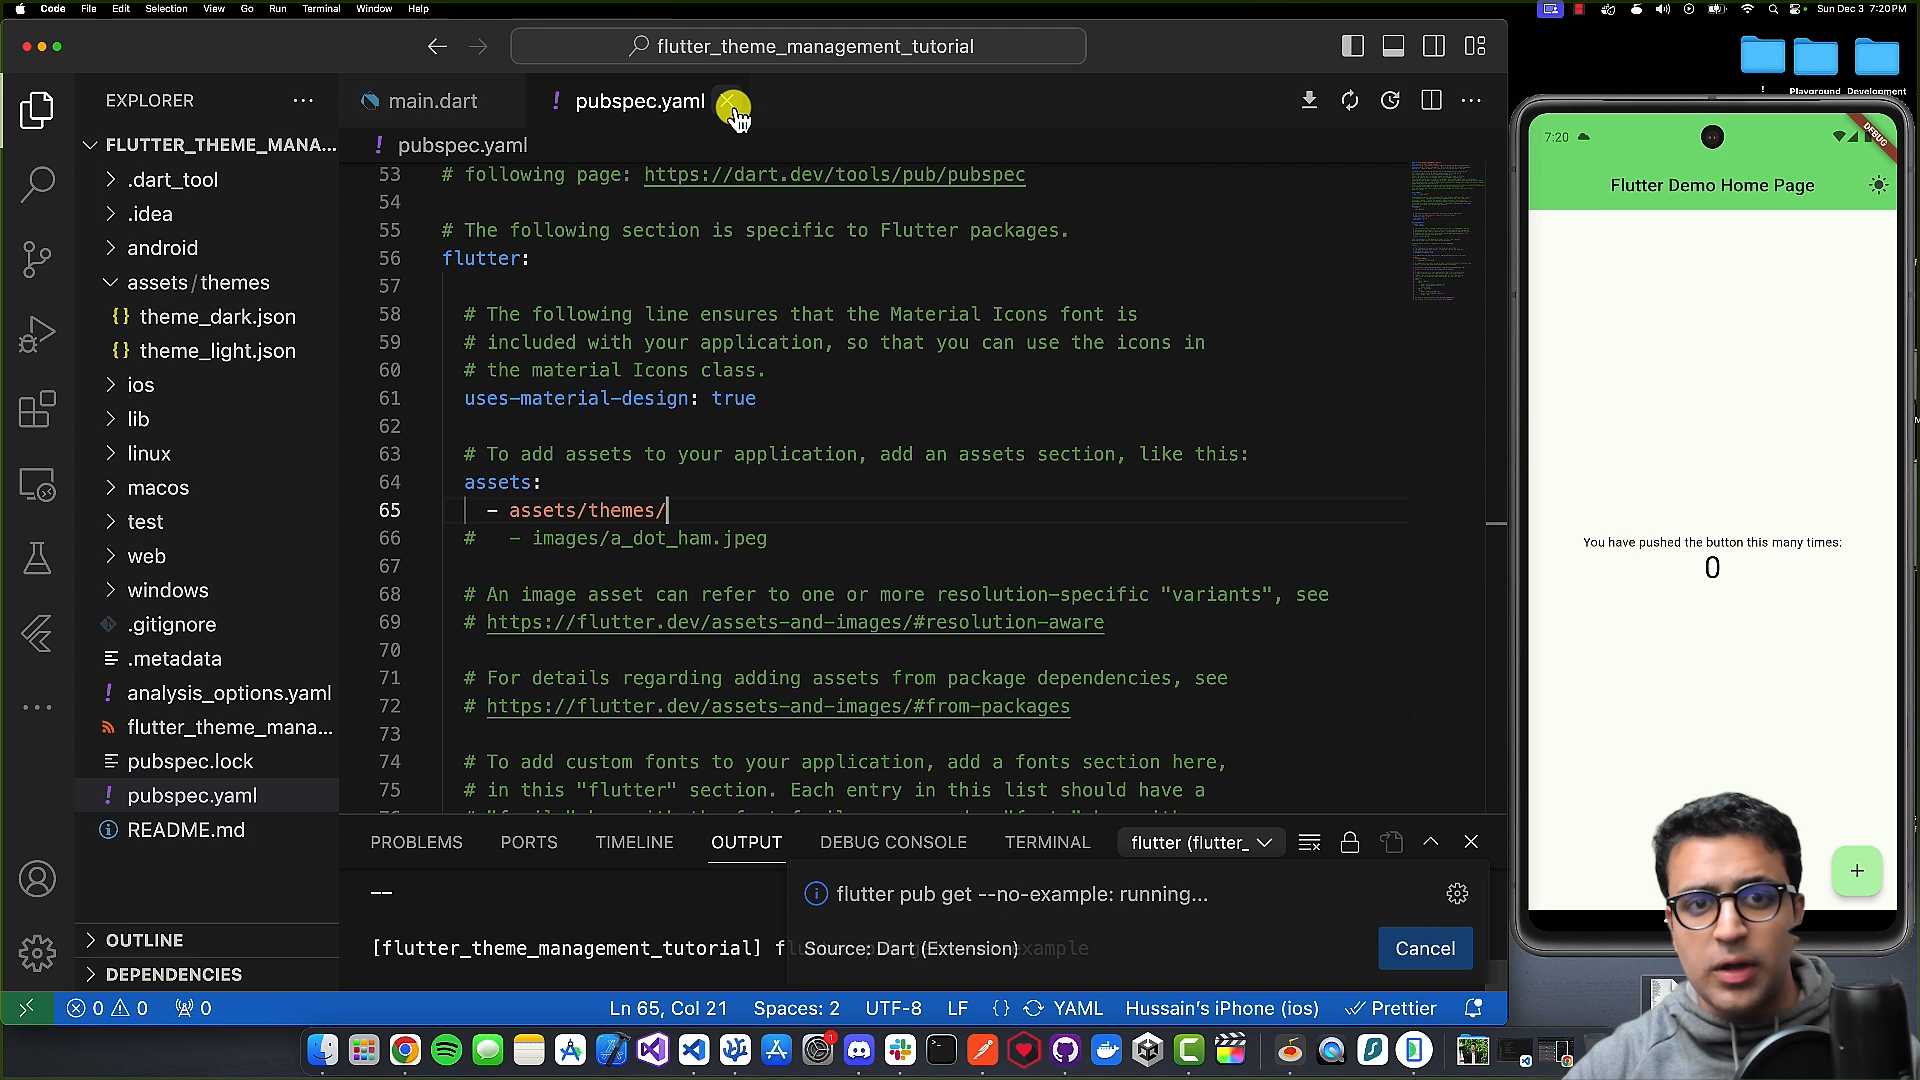 Code File Edit Selection View Go Run Terminal Window Help Sun Dec 3 7:20PM
flutter_theme_management_tutorial
! Playground Development
EXPLORER
FLUTTER_THEME_MANA...
.dart_tool
.idea
android
assets/themes
{} theme_dark.json
{} theme_light.json
ios
lib
linux
macos
test
web
windows
.gitignore
.metadata
! analysis_options.yaml
flutter_theme_mana...
pubspec.lock
! pubspec.yaml
README.md
OUTLINE
DEPENDENCIES
main.dart ! pubspec.yaml
! pubspec.yaml
53 # following page: https://dart.dev/tools/pub/pubspec
54
55 # The following section is specific to Flutter packages.
56 flutter:
57
58 # The following line ensures that the Material Icons font is
59 # included with your application, so that you can use the icons in
60 # the material Icons class.
61 uses-material-design: true
62
63 # To add assets to your application, add an assets section, like this:
64 assets:
65 - assets/themes/
66 # - images/a_dot_ham.jpeg
67
68 # An image asset can refer to one or more resolution-specific "variants", see
69 # https://flutter.dev/assets-and-images/#resolution-aware
70
71 # For details regarding adding assets from package dependencies, see
72 # https://flutter.dev/assets-and-images/#from-packages
73
74 # To add custom fonts to your application, add a fonts section here,
75 # in this "flutter" section. Each entry in this list should have a
PROBLEMS PORTS TIMELINE OUTPUT DEBUG CONSOLE TERMINAL flutter (flutter_
--
flutter pub get --no-example: running...
[flutter_theme_management_tutorial]
Source: Dart (Extension)
Cancel
0 0 0 Ln 65, Col 21 Spaces: 2 UTF-8 LF {} YAML Hussain's iPhone (ios) Prettier
7:20
DEBUG
Flutter Demo Home Page
You have pushed the button this many times:
0
+
1